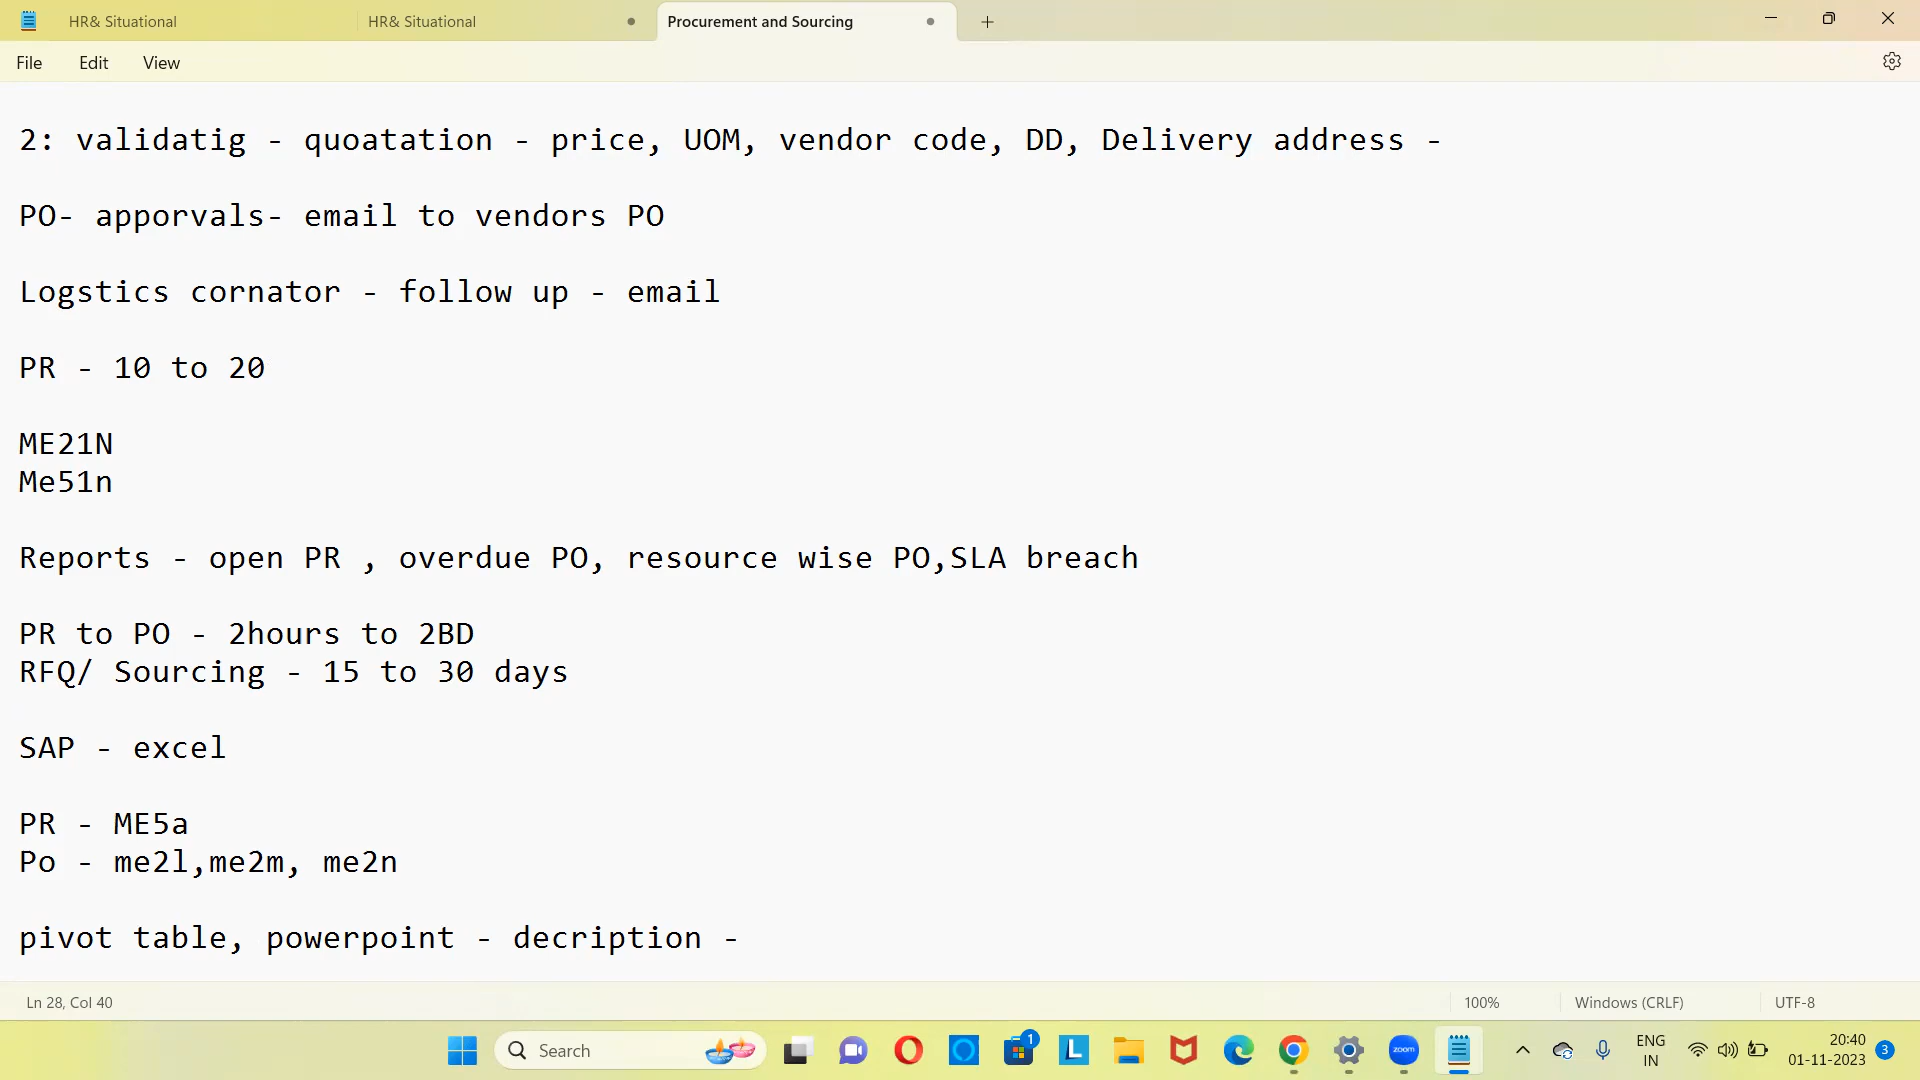 HR& Situational
HR& Situational
Procurement and Sourcing
File
Edit
View
2: validatig - quoatation - price, UOM, vendor code, DD, Delivery address -
PO- apporvals- email to vendors PO
Logstics cornator - follow up - email
PR - 10 to 20
ME21N
Me51n
Reports - open PR , overdue PO, resource wise PO,SLA breach
PR to PO - 2hours to 2BD
RFQ/ Sourcing - 15 to 30 days
SAP - excel
PR - ME5a
Po - me2l,me2m, me2n
pivot table, powerpoint - decription -
Ln 28, Col 40
100%
Windows (CRLF)
UTF-8
Search
1
L
zoom
ENG
IN
20:40
01-11-2023
3